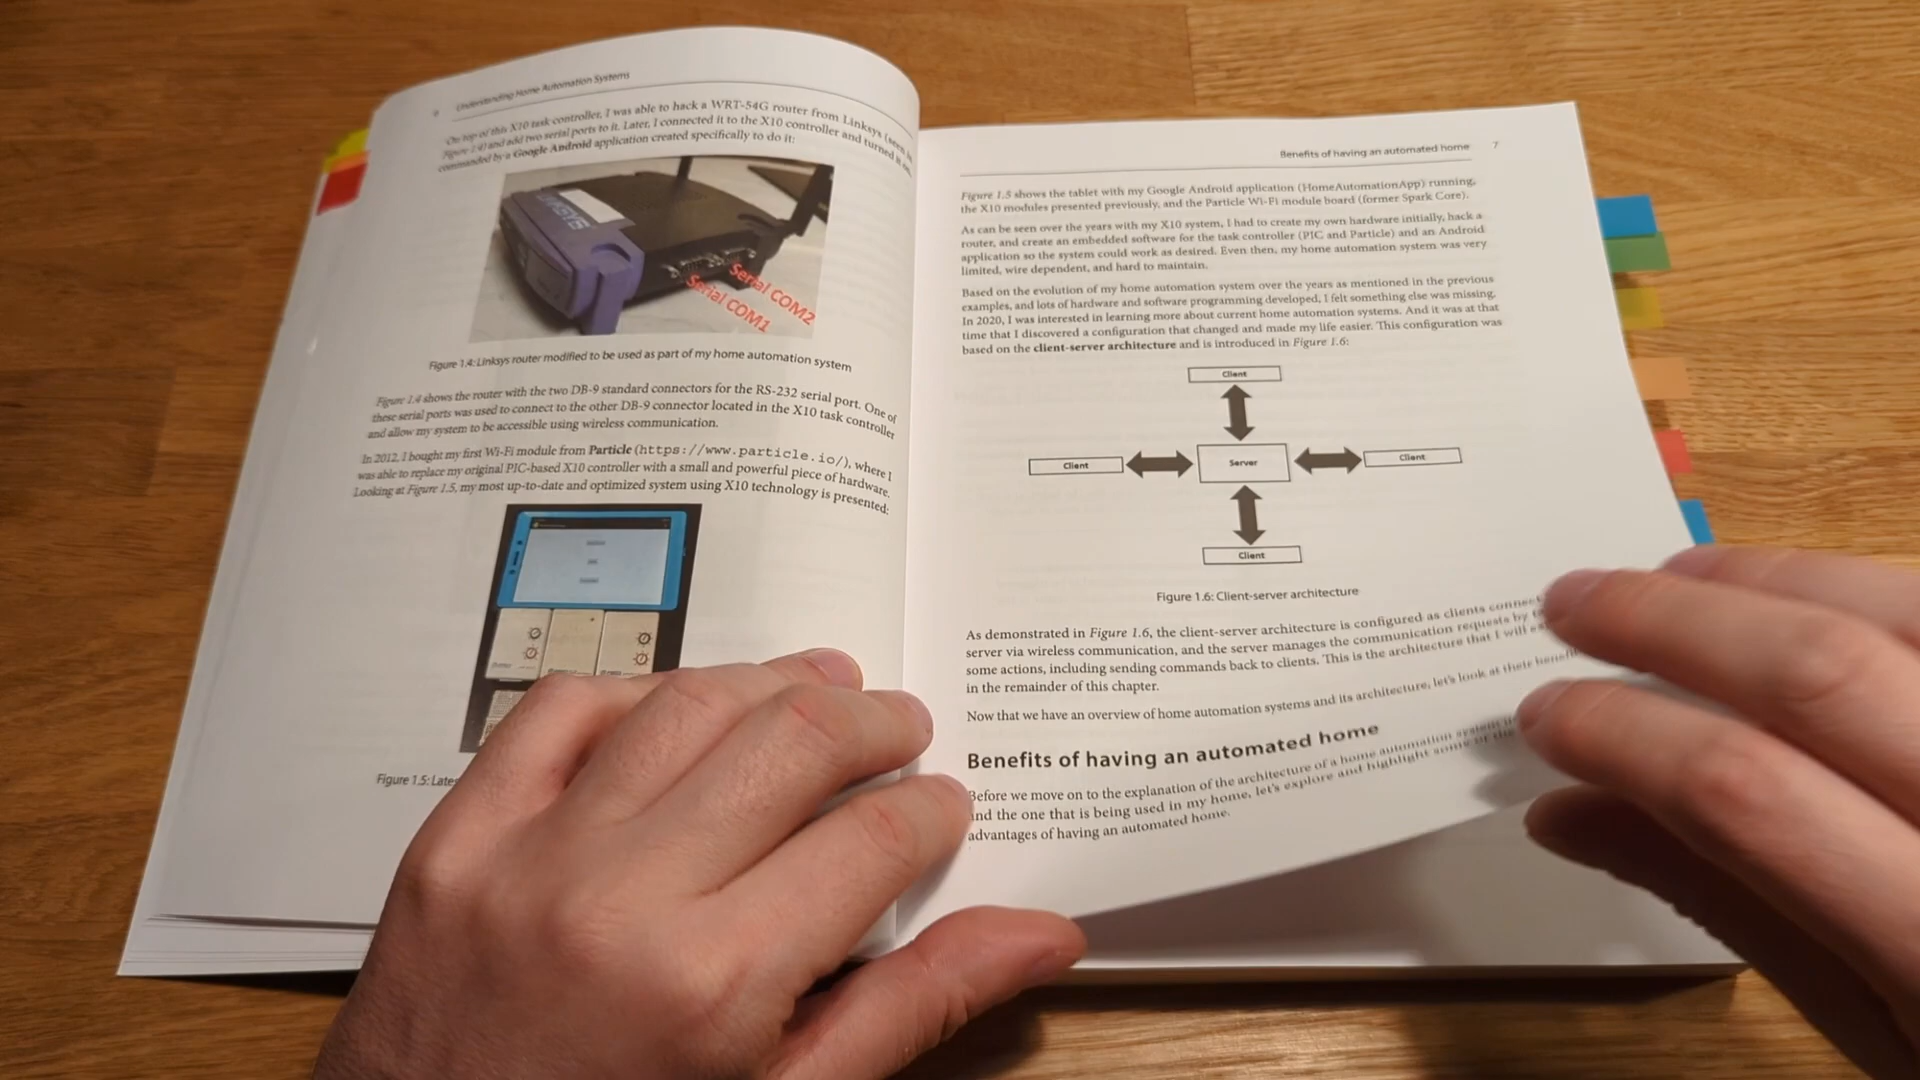 Understanding Home Automation Systems
On top of this X10 task controller, I was able to hack a WRT-54G router from Linksys (seen in
Figure 1.4) and add two serial ports to it. Later, I connected it to the X10 controller and turned it on,
commanded by a Google Android application created specifically to do it:
LINKSYS
Serial COM2
Serial COM1
Figure 1.4: Linksys router modified to be used as part of my home automation system
Figure 1.4 shows the router with the two DB-9 standard connectors for the RS-232 serial port. One of
these serial ports was used to connect to the other DB-9 connector located in the X10 task controller
and allow my system to be accessible using wireless communication.
In 2012, I bought my first Wi-Fi module from Particle (https://www.particle.io/), where I
was able to replace my original PIC-based X10 controller with a small and powerful piece of hardware.
Looking at Figure 1.5, my most up-to-date and optimized system using X10 technology is presented:
Figure 1.5: Late
Benefits of having an automated home 7
Figure 1.5 shows the tablet with my Google Android application (HomeAutomationApp) running,
the X10 modules presented previously, and the Particle Wi-Fi module board (former Spark Core).
As can be seen over the years with my X10 system, I had to create my own hardware initially, hack a
router, and create an embedded software for the task controller (PIC and Particle) and an Android
application so the system could work as desired. Even then, my home automation system was very
limited, wire dependent, and hard to maintain.
Based on the evolution of my home automation system over the years as mentioned in the previous
examples, and lots of hardware and software programming developed, I felt something else was missing.
In 2020, I was interested in learning more about current home automation systems. And it was at that
time that I discovered a configuration that changed and made my life easier. This configuration was
based on the client-server architecture and is introduced in Figure 1.6:
Client
Client
Server
Client
Client
Figure 1.6: Client-server architecture
As demonstrated in Figure 1.6, the client-server architecture is configured as clients connect
server via wireless communication, and the server manages the communication requests by
some actions, including sending commands back to clients. This is the architecture that I will
in the remainder of this chapter.
Now that we have an overview of home automation systems and its architecture, let's look at their
Benefits of having an automated home
Before we move on to the explanation of the architecture of a home automation system
and the one that is being used in my home, let's explore and highlight some of the
advantages of having an automated home.